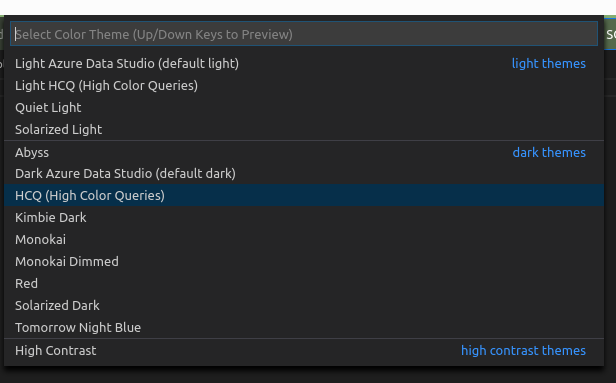 Select Color Theme (Up/Down Keys to Preview)
Light Azure Data Studio (default light) light themes
Light HCQ (High Color Queries)
Quiet Light
Solarized Light
Abyss dark themes
Dark Azure Data Studio (default dark)
HCQ (High Color Queries)
Kimbie Dark
Monokai
Monokai Dimmed
Red
Solarized Dark
Tomorrow Night Blue
High Contrast high contrast themes